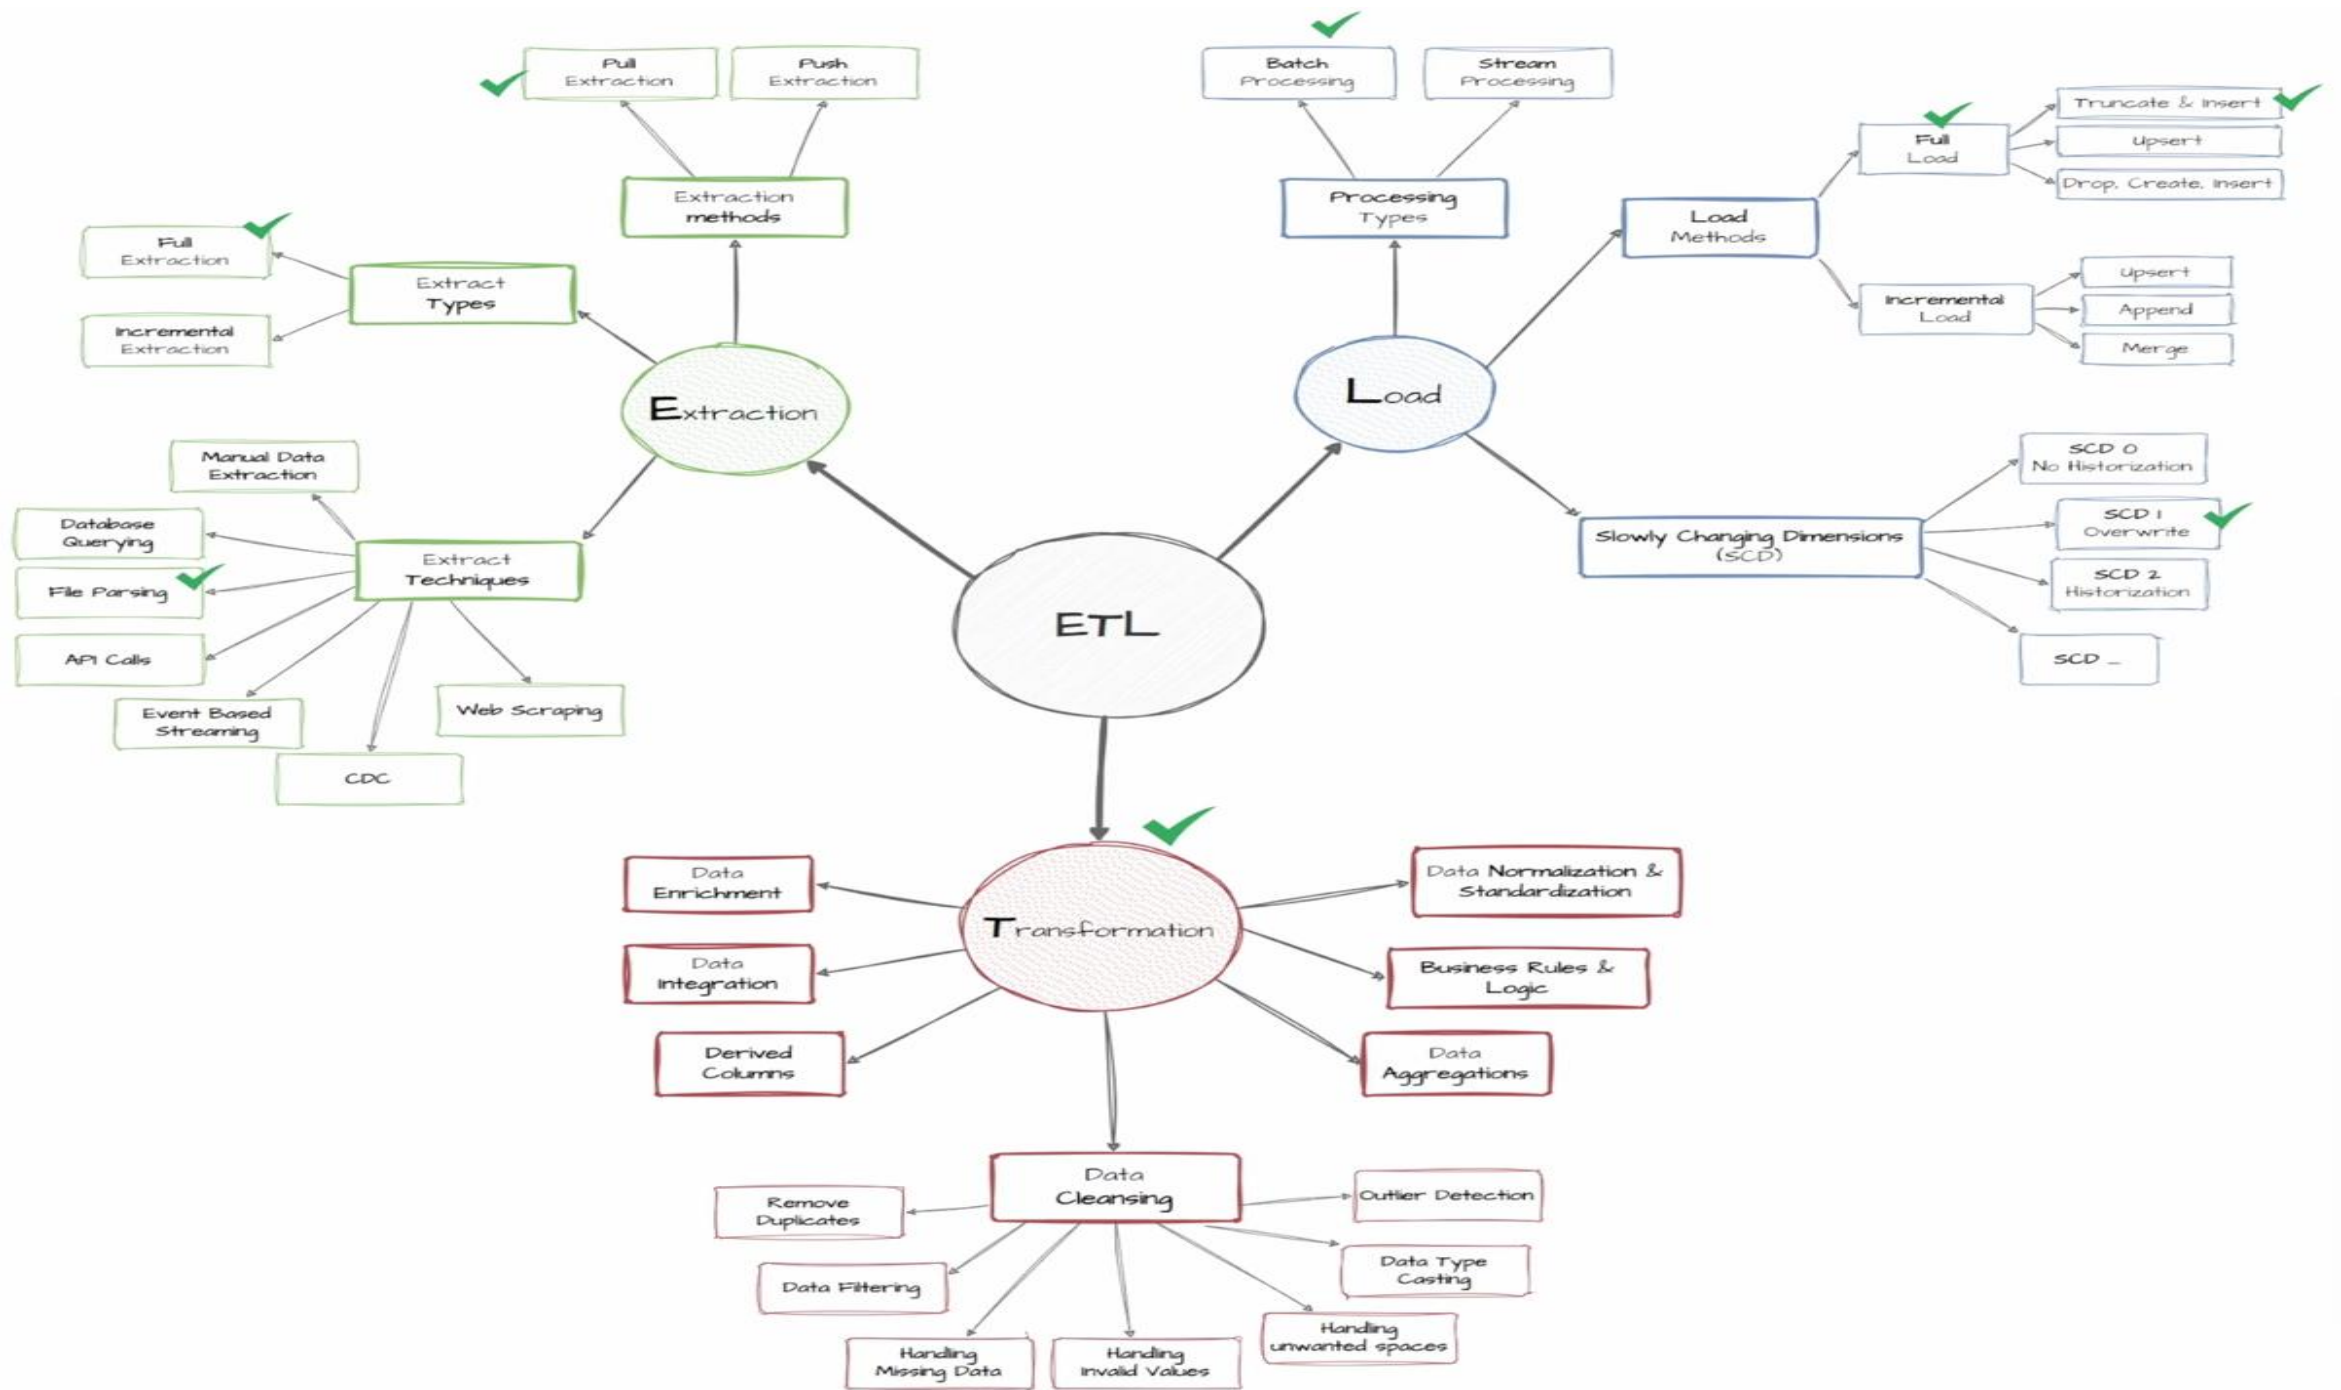 Pull
Extraction
Push
Extraction
Extraction
methods
Full
Extraction
Extract
Types
Incremental
Extraction
Extraction
Manual Data
Extraction
Database
Querying
File Parsing
Extract
Techniques
API Calls
Event Based
Streaming
CDC
Web Scraping
Batch
Processing
Stream
Processing
Processing
Types
Load
Methods
Full
Load
Truncate & Insert
Upsert
Drop, Create, Insert
Incremental
Load
Upsert
Append
Merge
Load
Slowly Changing Dimensions
(SCD)
SCD 0
No Historization
SCD 1
Overwrite
SCD 2
Historization
SCD _
ETL
Transformation
Data
Enrichment
Data
Integration
Derived
Columns
Data Normalization &
Standardization
Business Rules &
Logic
Data
Aggregations
Data
Cleansing
Remove
Duplicates
Data Filtering
Handling
Missing Data
Handling
Invalid Values
Handling
unwanted spaces
Data Type
Casting
Outlier Detection